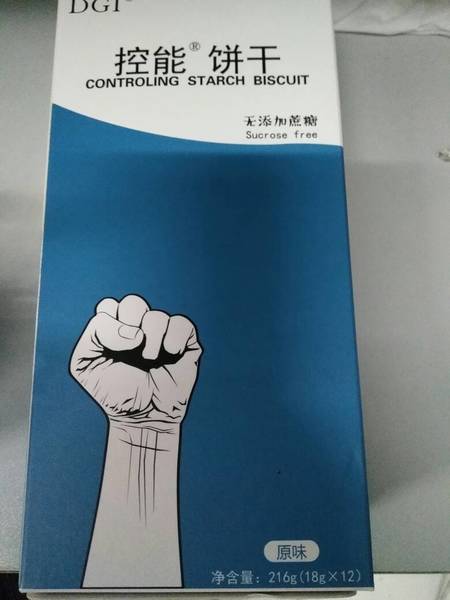 DGI
控能® 饼干
CONTROLING STARCH BISCUIT
无添加蔗糖
Sucrose free
原味
净含量: 216g(18g×12)